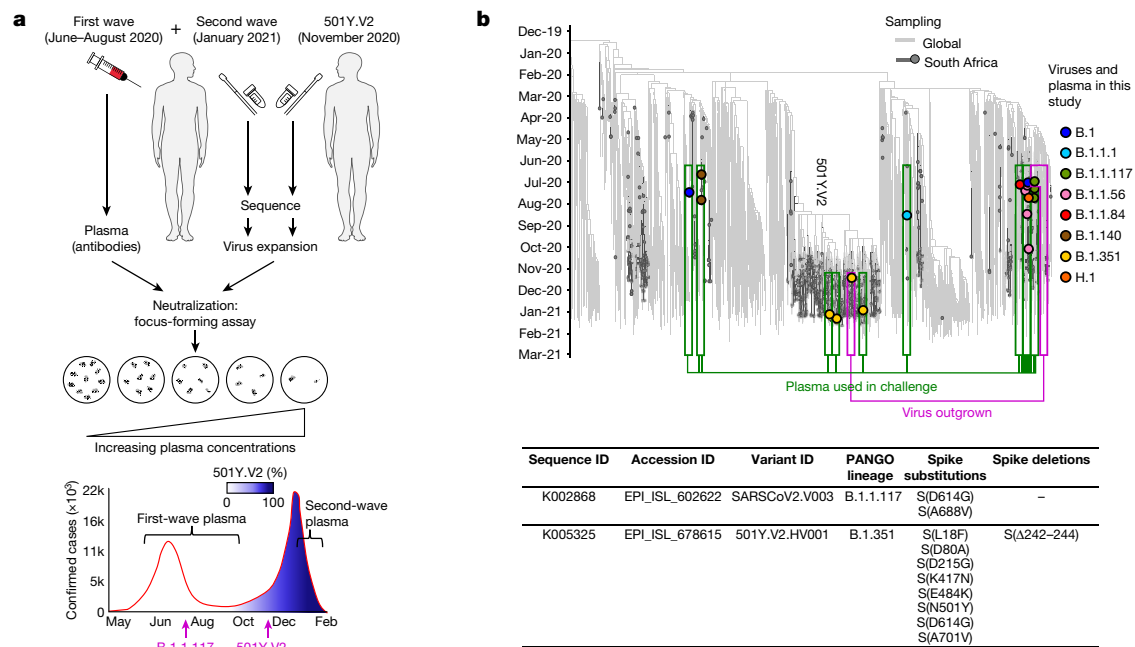 a
First wave
(June–August 2020)
+
Second wave
(January 2021)
501Y.V2
(November 2020)
Sequence
Plasma
(antibodies)
Virus expansion
Neutralization:
focus-forming assay
Increasing plasma concentrations
501Y.V2 (%)
0 100
First-wave plasma
Second-wave
plasma
Confirmed cases (×10³)
22k
16k
11k
5k
0
May Jun Aug Oct Dec Feb
B.1.1.117 501Y.V2
b
Dec-19
Jan-20
Feb-20
Mar-20
Apr-20
May-20
Jun-20
Jul-20
Aug-20
Sep-20
Oct-20
Nov-20
Dec-20
Jan-21
Feb-21
Mar-21
Sampling
Global
South Africa
501Y.V2
Viruses and
plasma in this
study
B.1
B.1.1.1
B.1.1.117
B.1.1.56
B.1.1.84
B.1.140
B.1.351
H.1
Plasma used in challenge
Virus outgrown
Sequence ID Accession ID Variant ID PANGO lineage Spike substitutions Spike deletions
K002868 EPI_ISL_602622 SARSCoV2.V003 B.1.1.117 S(D614G) –
S(A688V)
K005325 EPI_ISL_678615 501Y.V2.HV001 B.1.351 S(L18F) S(Δ242–244)
S(D80A)
S(D215G)
S(K417N)
S(E484K)
S(N501Y)
S(D614G)
S(A701V)